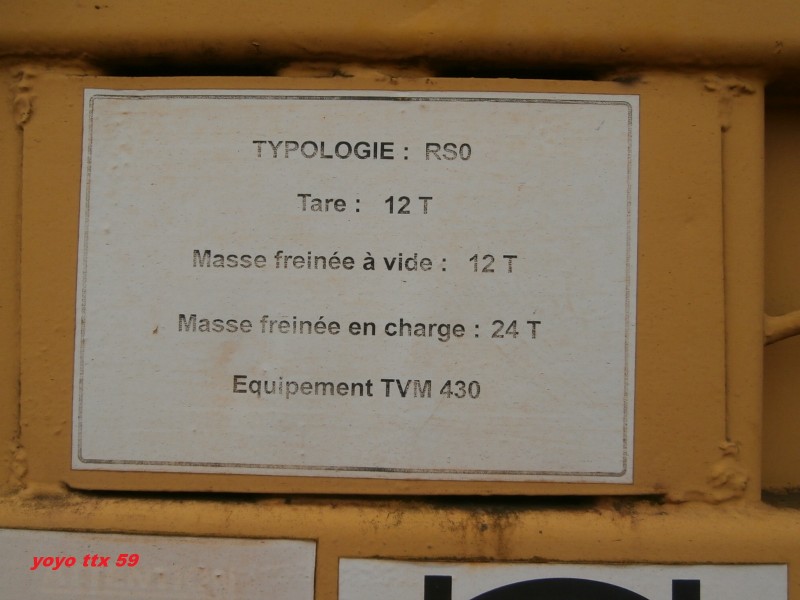 TYPOLOGIE : RS0
Tare : 12 T
Masse freinée à vide : 12 T
Masse freinée en charge : 24 T
Equipement TVM 430
yoyo ttx 59